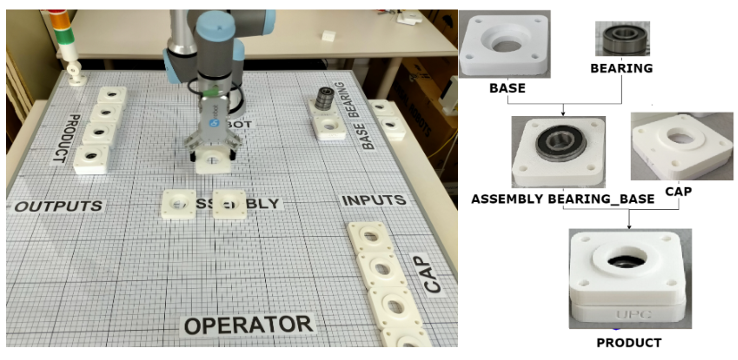 PRODUCT
BOT
BASE BEARING
OUTPUTS
ASSEMBLY
INPUTS
CAP
OPERATOR
BASE
BEARING
ASSEMBLY BEARING_BASE
CAP
UPC
PRODUCT